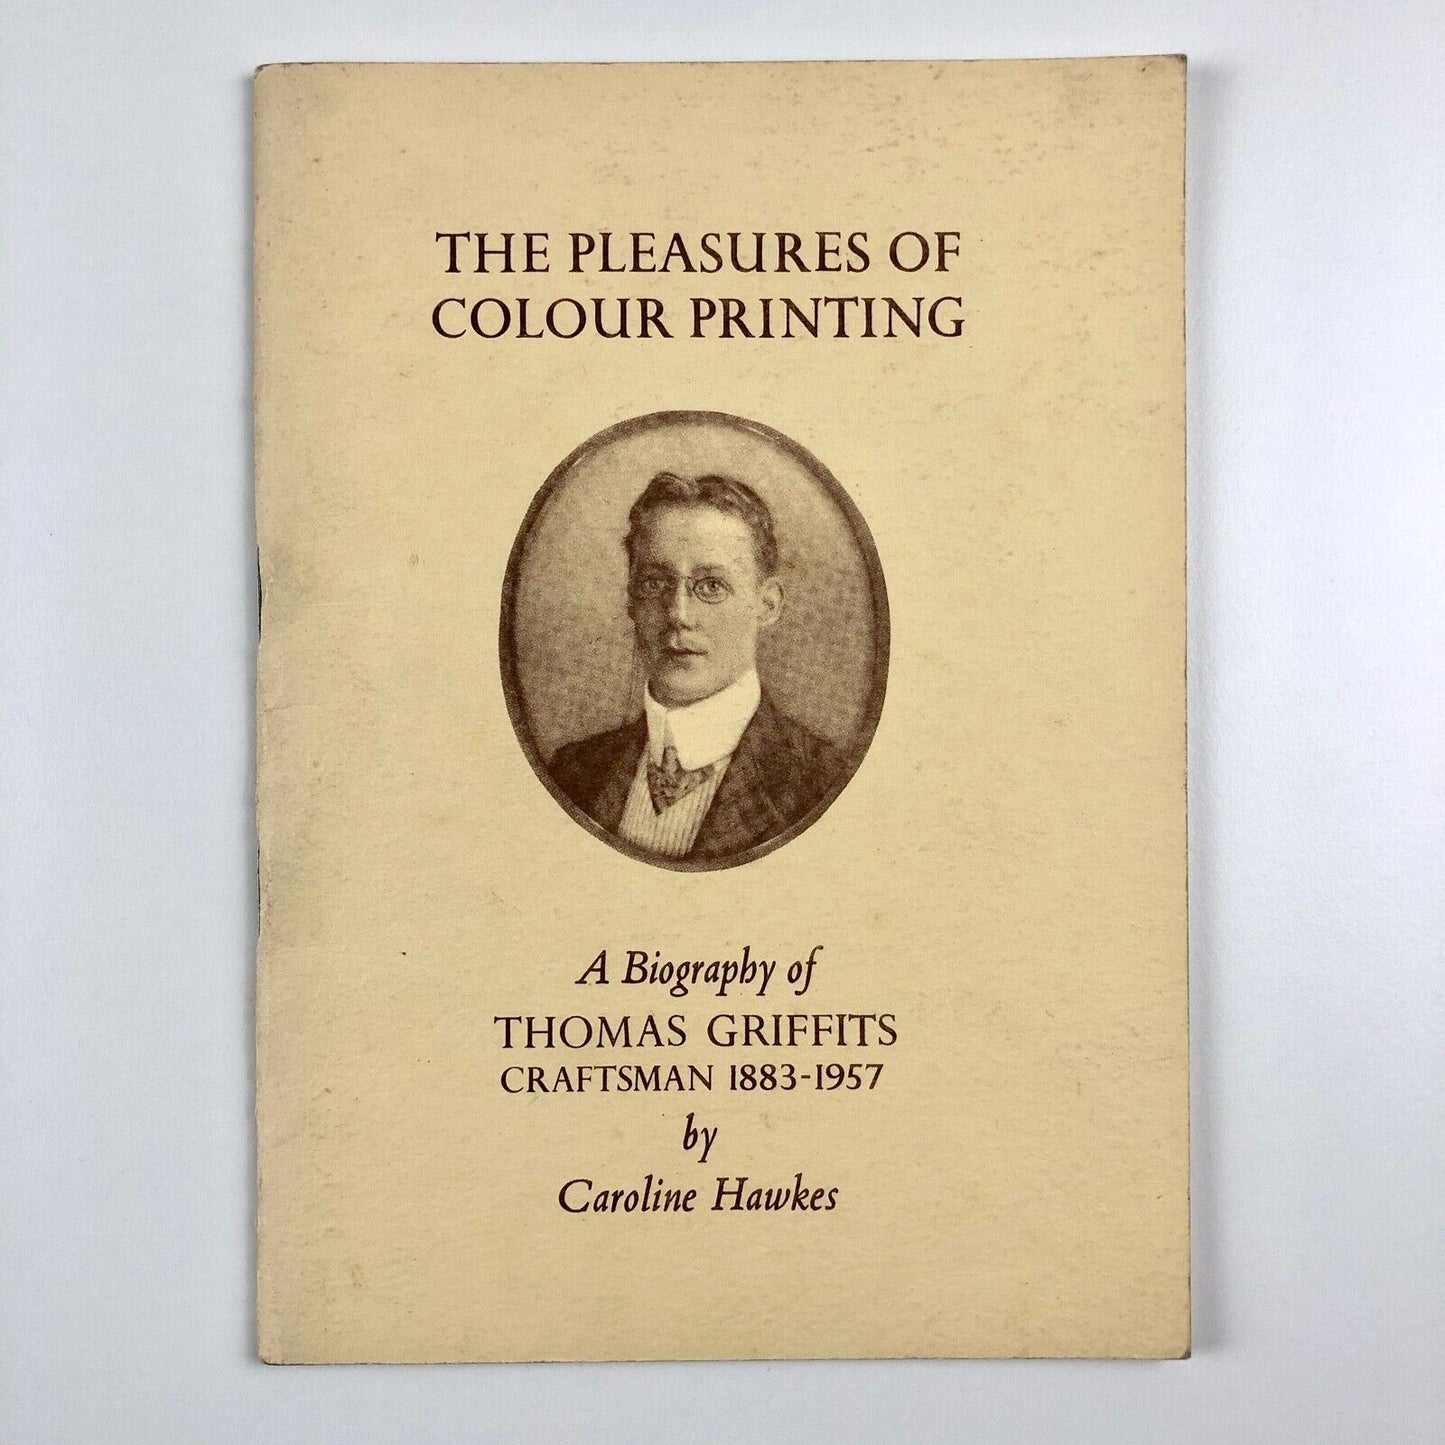 THE PLEASURES OF
COLOUR PRINTING
A Biography of
THOMAS GRIFFITS
CRAFTSMAN 1883-1957
by
Caroline Hawkes